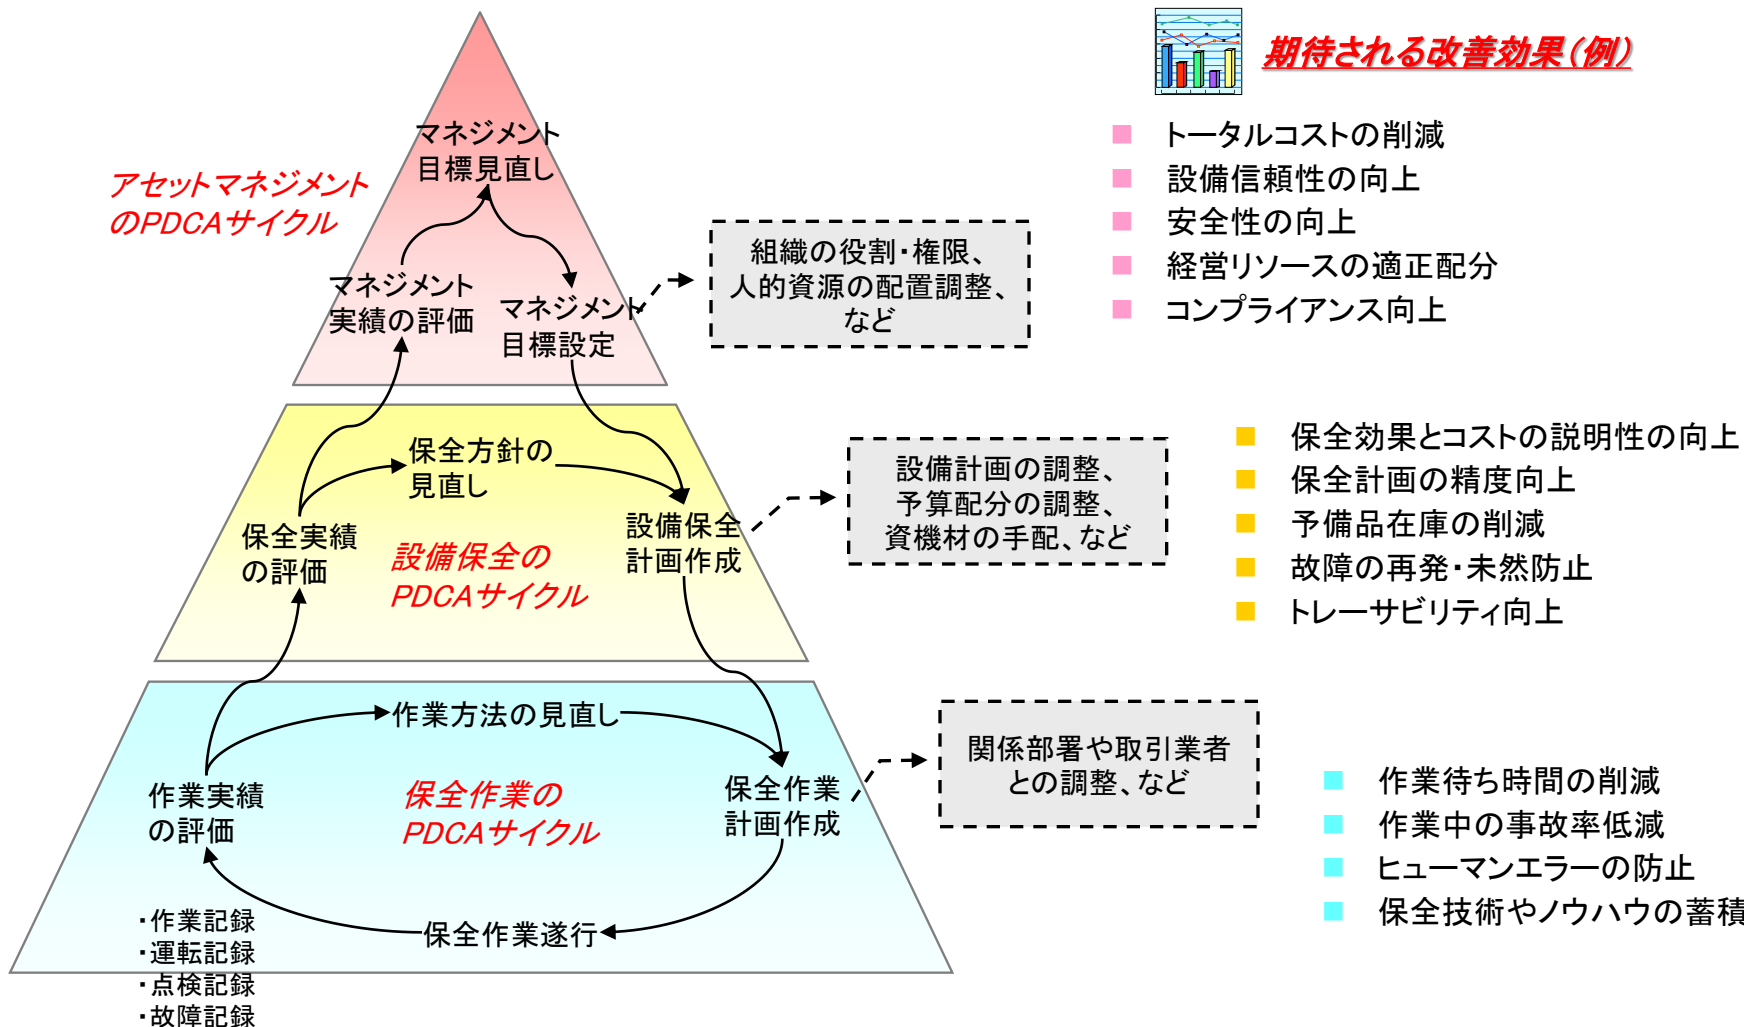 期待される改善効果(例)
マネジメント
目標見直し
アセットマネジメント
のPDCAサイクル
マネジメント
実績の評価
マネジメント
目標設定
組織の役割・権限、
人的資源の配置調整、
など
トータルコストの削減
設備信頼性の向上
安全性の向上
経営リソースの適正配分
コンプライアンス向上
保全方針の
見直し
保全実績
の評価
設備保全の
PDCAサイクル
設備保全
計画作成
設備計画の調整、
予算配分の調整、
資機材の手配、など
保全効果とコストの説明性の向上
保全計画の精度向上
予備品在庫の削減
故障の再発・未然防止
トレーサビリティ向上
作業方法の見直し
作業実績
の評価
保全作業の
PDCAサイクル
保全作業
計画作成
保全作業遂行
関係部署や取引業者
との調整、など
・作業記録
・運転記録
・点検記録
・故障記録
作業待ち時間の削減
作業中の事故率低減
ヒューマンエラーの防止
保全技術やノウハウの蓄積